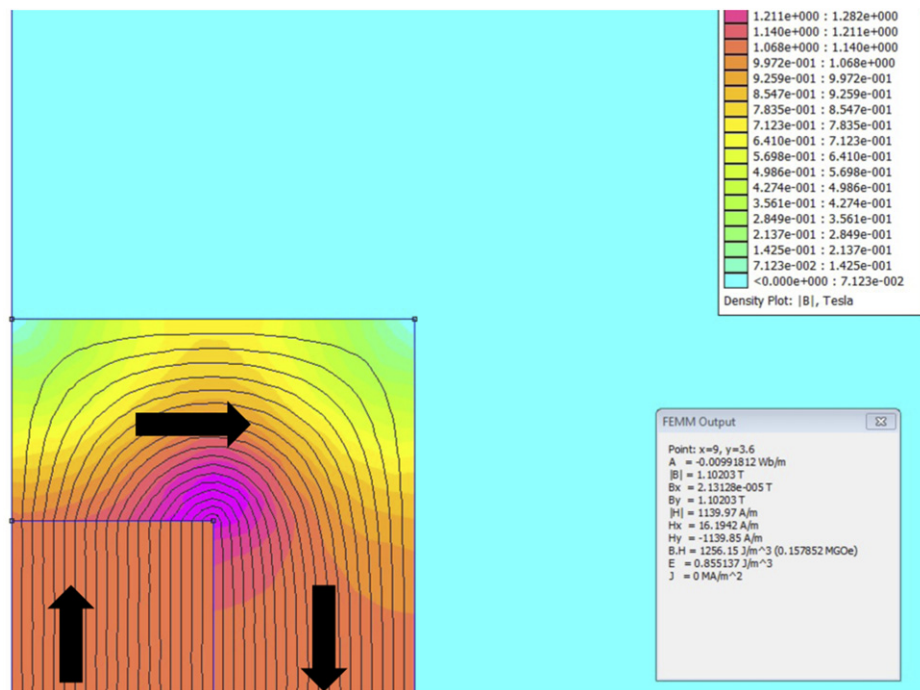 1.211e+000 : 1.282e+000
1.140e+000 : 1.211e+000
1.068e+000 : 1.140e+000
9.972e-001 : 1.068e+000
9.259e-001 : 9.972e-001
8.547e-001 : 9.259e-001
7.835e-001 : 8.547e-001
7.123e-001 : 7.835e-001
6.410e-001 : 7.123e-001
5.698e-001 : 6.410e-001
4.986e-001 : 5.698e-001
4.274e-001 : 4.986e-001
3.561e-001 : 4.274e-001
2.849e-001 : 3.561e-001
2.137e-001 : 2.849e-001
1.425e-001 : 2.137e-001
7.123e-002 : 1.425e-001
<0.000e+000 : 7.123e-002
Density Plot: |B|, Tesla
FEMM Output
Point: x=9, y=3.6
A = -0.00991812 Wb/m
|B| = 1.10203 T
Bx = 2.13128e-005 T
By = 1.10203 T
|H| = 1139.97 A/m
Hx = 16.1942 A/m
Hy = -1139.85 A/m
B.H = 1256.15 J/m^3 (0.157852 MGOe)
E = 0.855137 J/m^3
J = 0 MA/m^2